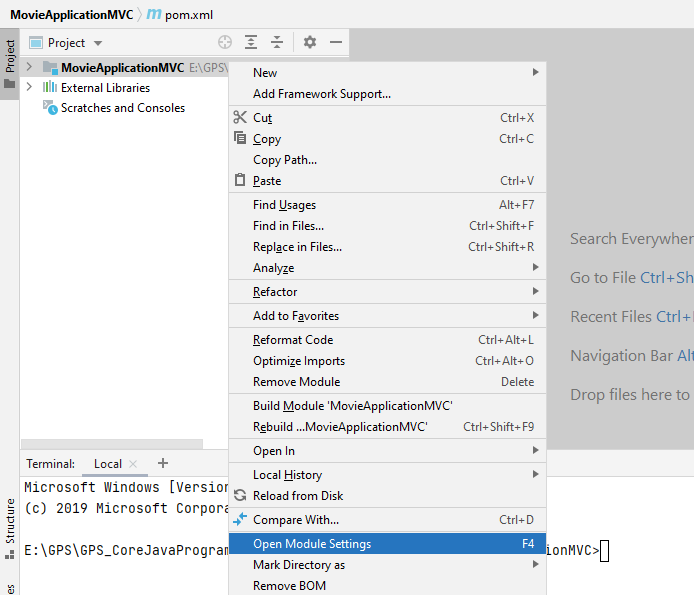 MovieApplicationMVC pom.xml
Project
Project
MovieApplicationMVC E:\GPS\
External Libraries
Scratches and Consoles
New
Add Framework Support...
Cut Ctrl+X
Copy Ctrl+C
Copy Path...
Paste Ctrl+V
Find Usages Alt+F7
Find in Files... Ctrl+Shift+F
Replace in Files... Ctrl+Shift+R
Analyze
Refactor
Add to Favorites
Reformat Code Ctrl+Alt+L
Optimize Imports Ctrl+Alt+O
Remove Module Delete
Build Module 'MovieApplicationMVC'
Rebuild ...MovieApplicationMVC' Ctrl+Shift+F9
Open In
Local History
Reload from Disk
Compare With... Ctrl+D
Open Module Settings F4
Mark Directory as
Remove BOM
Search Everywher
Go to File Ctrl+Sh
Recent Files Ctrl+
Navigation Bar Alt
Drop files here to
Terminal: Local
Microsoft Windows [Version
(c) 2019 Microsoft Corpora
E:\GPS\GPS_CoreJavaProgram
onMVC>
Structure